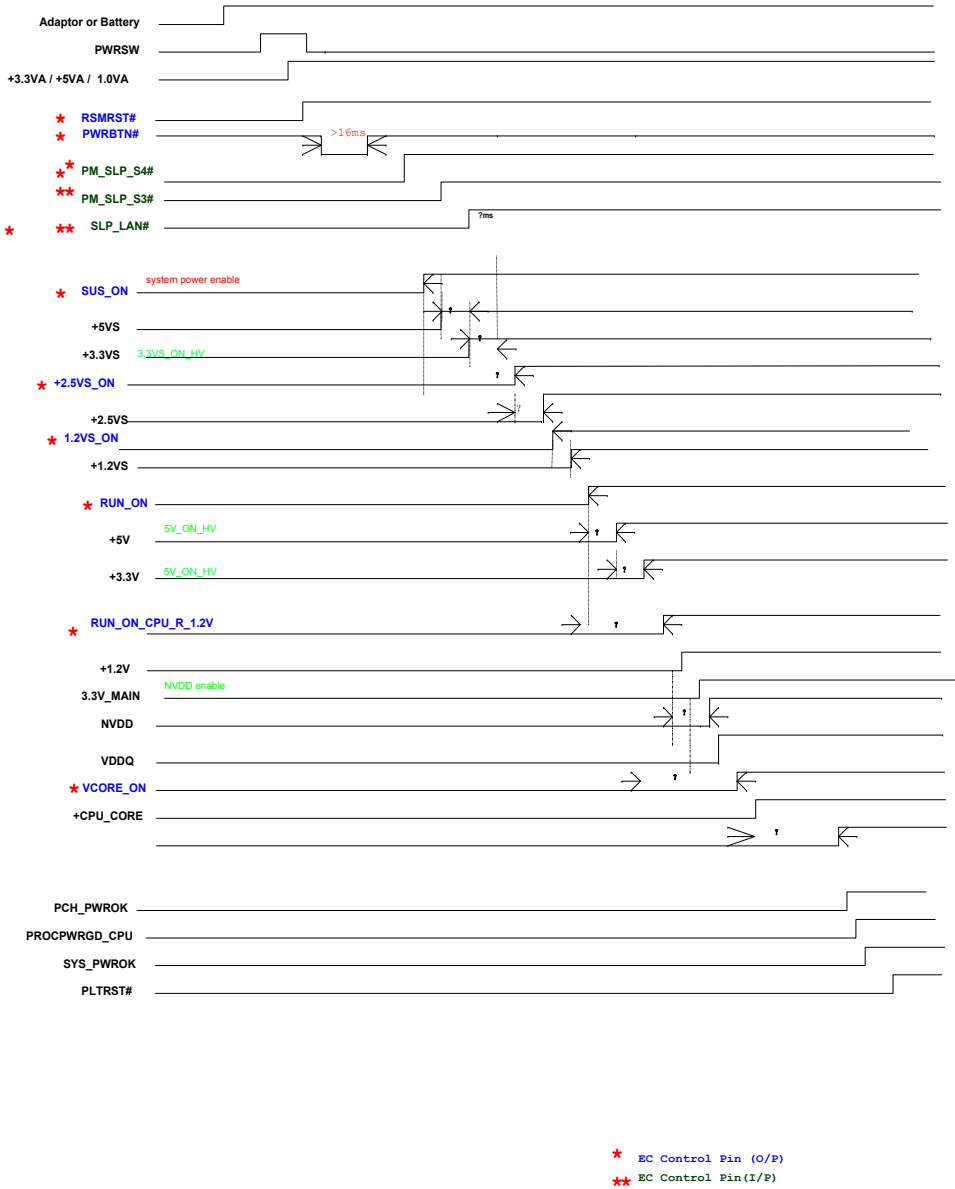 Adaptor or Battery
PWRSW
+3.3VA / +5VA / 1.0VA
* RSMRST#
* PWRBTN# >16ms
** PM_SLP_S4#
** PM_SLP_S3#
* ** SLP_LAN# ?ms
system power enable
* SUS_ON
?
+5VS
?
+3.3VS 3.3VS_ON_HV
* +2.5VS_ON ?
+2.5VS ?
* 1.2VS_ON
+1.2VS
* RUN_ON
+5V 5V_ON_HV ?
+3.3V 5V_ON_HV ?
* RUN_ON_CPU_R_1.2V ?
+1.2V
3.3V_MAIN NVDD enable
NVDD ?
VDDQ
* VCORE_ON ?
+CPU_CORE
?
PCH_PWROK
PROCPWRGD_CPU
SYS_PWROK
PLTRST#
* EC Control Pin (O/P)
** EC Control Pin(I/P)